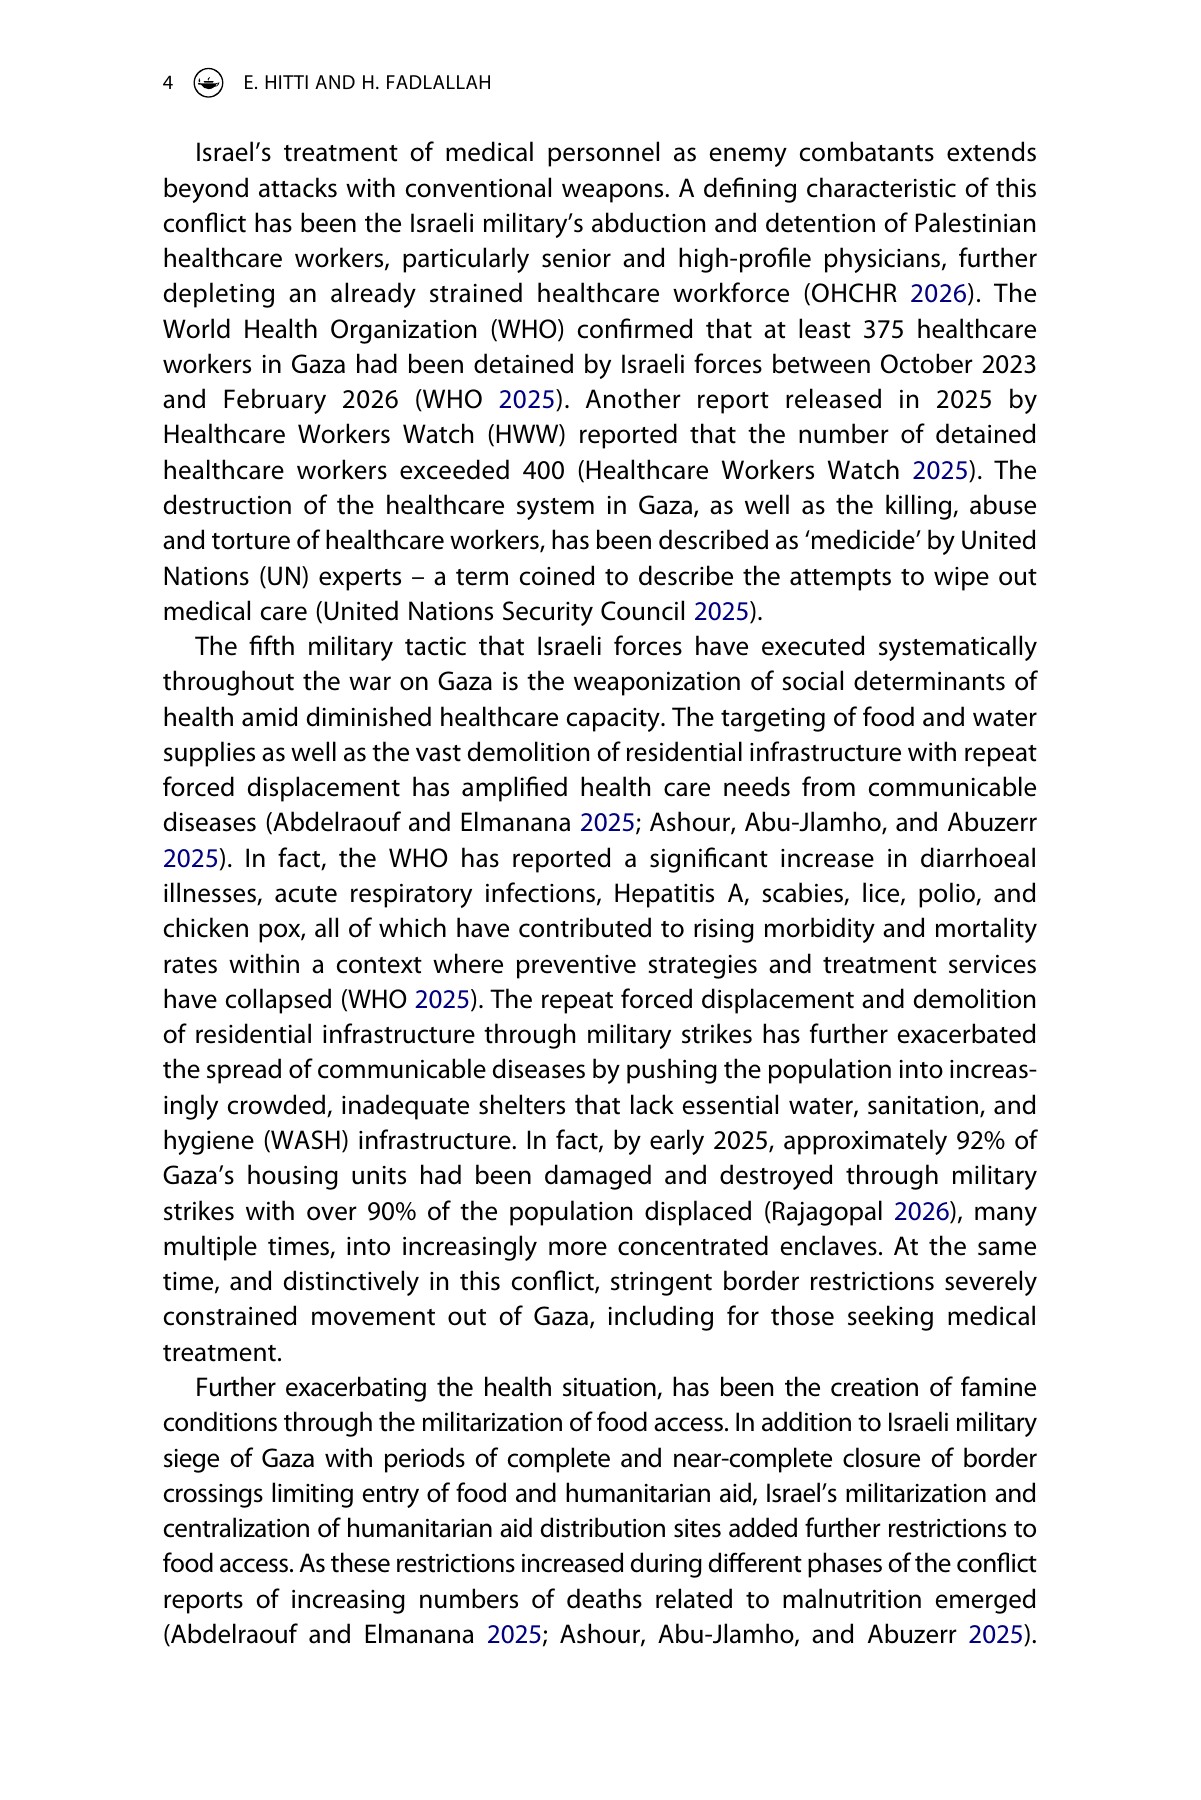 4 E. HITTI AND H. FADLALLAH
Israel’s treatment of medical personnel as enemy combatants extends
beyond attacks with conventional weapons. A defining characteristic of this
conflict has been the Israeli military’s abduction and detention of Palestinian
healthcare workers, particularly senior and high-profile physicians, further
depleting an already strained healthcare workforce (OHCHR 2026). The
World Health Organization (WHO) confirmed that at least 375 healthcare
workers in Gaza had been detained by Israeli forces between October 2023
and February 2026 (WHO 2025). Another report released in 2025 by
Healthcare Workers Watch (HWW) reported that the number of detained
healthcare workers exceeded 400 (Healthcare Workers Watch 2025). The
destruction of the healthcare system in Gaza, as well as the killing, abuse
and torture of healthcare workers, has been described as ‘medicide’ by United
Nations (UN) experts – a term coined to describe the attempts to wipe out
medical care (United Nations Security Council 2025).
The fifth military tactic that Israeli forces have executed systematically
throughout the war on Gaza is the weaponization of social determinants of
health amid diminished healthcare capacity. The targeting of food and water
supplies as well as the vast demolition of residential infrastructure with repeat
forced displacement has amplified health care needs from communicable
diseases (Abdelraouf and Elmanana 2025; Ashour, Abu-Jlamho, and Abuzerr
2025). In fact, the WHO has reported a significant increase in diarrhoeal
illnesses, acute respiratory infections, Hepatitis A, scabies, lice, polio, and
chicken pox, all of which have contributed to rising morbidity and mortality
rates within a context where preventive strategies and treatment services
have collapsed (WHO 2025). The repeat forced displacement and demolition
of residential infrastructure through military strikes has further exacerbated
the spread of communicable diseases by pushing the population into increas-
ingly crowded, inadequate shelters that lack essential water, sanitation, and
hygiene (WASH) infrastructure. In fact, by early 2025, approximately 92% of
Gaza’s housing units had been damaged and destroyed through military
strikes with over 90% of the population displaced (Rajagopal 2026), many
multiple times, into increasingly more concentrated enclaves. At the same
time, and distinctively in this conflict, stringent border restrictions severely
constrained movement out of Gaza, including for those seeking medical
treatment.
Further exacerbating the health situation, has been the creation of famine
conditions through the militarization of food access. In addition to Israeli military
siege of Gaza with periods of complete and near-complete closure of border
crossings limiting entry of food and humanitarian aid, Israel’s militarization and
centralization of humanitarian aid distribution sites added further restrictions to
food access. As these restrictions increased during different phases of the conflict
reports of increasing numbers of deaths related to malnutrition emerged
(Abdelraouf and Elmanana 2025; Ashour, Abu-Jlamho, and Abuzerr 2025).